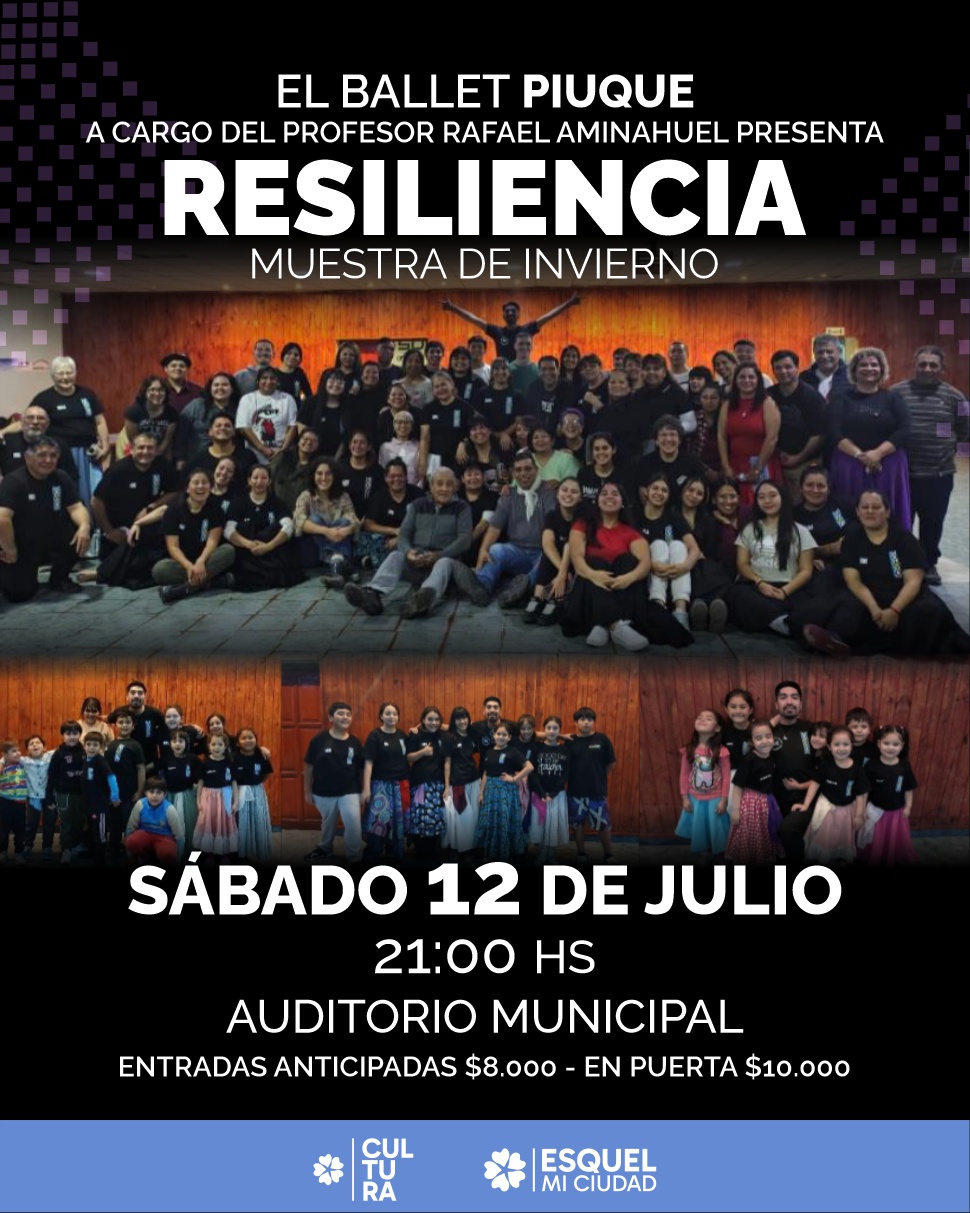 EL BALLET PIUQUE
A CARGO DEL PROFESOR RAFAEL AMINAHUEL PRESENTA
RESILIENCIA
MUESTRA DE INVIERNO
SÁBADO 12 DE JULIO
21:00 HS
AUDITORIO MUNICIPAL
ENTRADAS ANTICIPADAS $8.000 - EN PUERTA $10.000
CUL
TU
RA
ESQUEL
MI CIUDAD